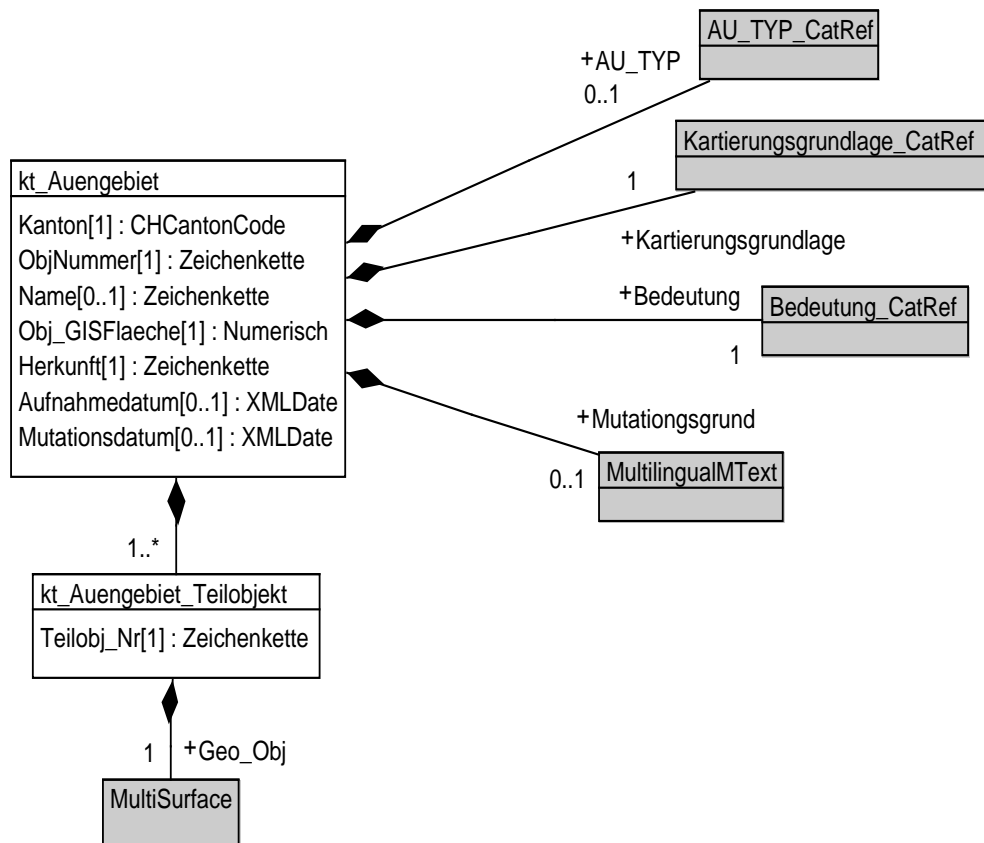 AU_TYP_CatRef
+AU_TYP
0..1
Kartierungsgrundlage_CatRef
1
+Kartierungsgrundlage
kt_Auengebiet
Kanton[1] : CHCantonCode
ObjNummer[1] : Zeichenkette
Name[0..1] : Zeichenkette
Obj_GISFlaeche[1] : Numerisch
Herkunft[1] : Zeichenkette
Aufnahmedatum[0..1] : XMLDate
Mutationsdatum[0..1] : XMLDate
+Bedeutung
Bedeutung_CatRef
1
+Mutationgsgrund
0..1
MultilingualMText
1..*
kt_Auengebiet_Teilobjekt
Teilobj_Nr[1] : Zeichenkette
1
+Geo_Obj
MultiSurface